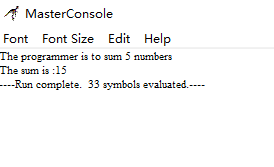 MasterConsole
Font Font Size Edit Help
The programmer is to sum 5 numbers
The sum is :15
----Run complete.  33 symbols evaluated.----